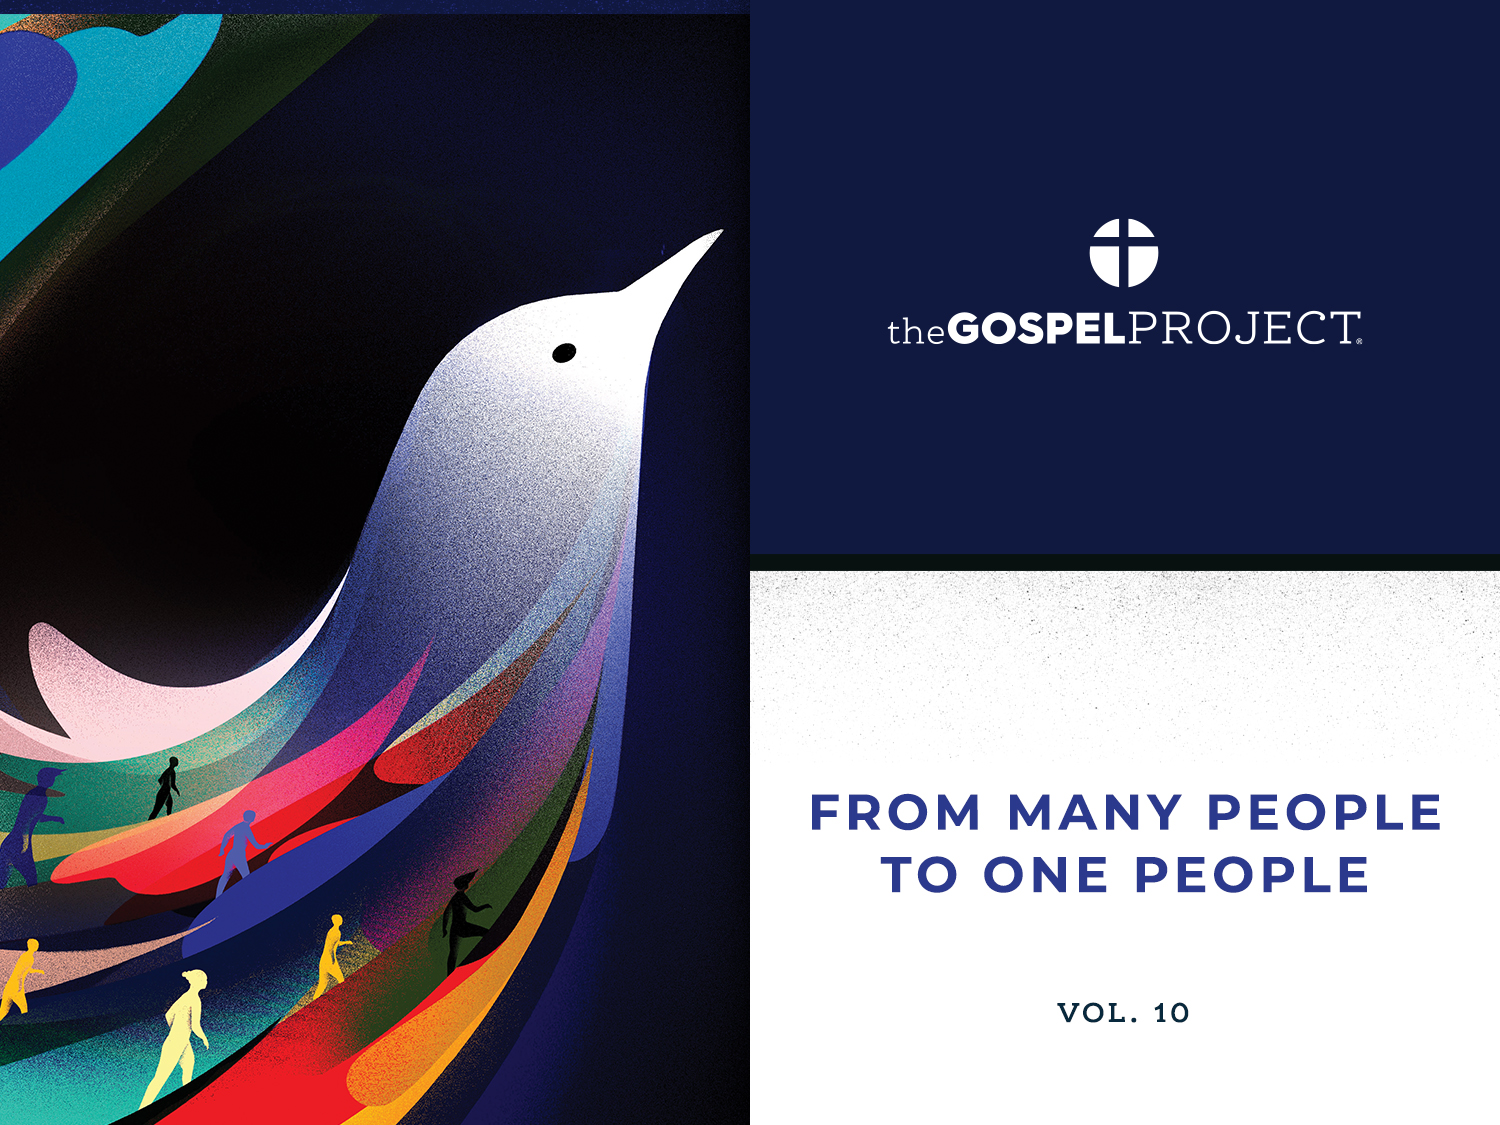 theGOSPELPROJECT®
FROM MANY PEOPLE
TO ONE PEOPLE
VOL. 10